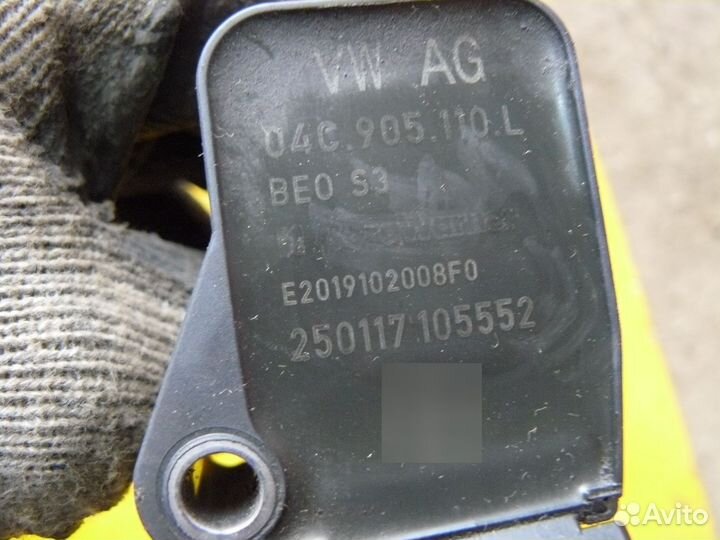 VW AG
04C.905.110.L
BEO S3
E2019102008F0
250117 105552
Avito